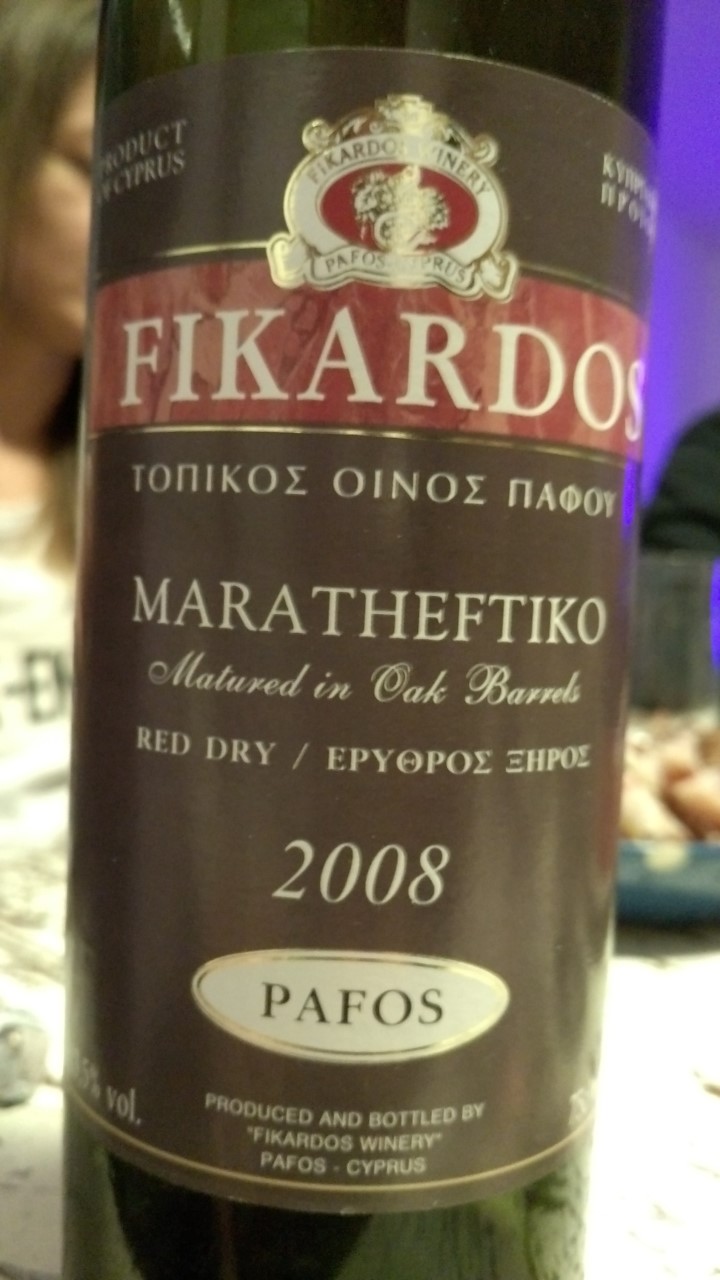 PRODUCT
OF CYPRUS
FIKARDOS WINERY
PAFOS-CYPRUS
FIKARDOS
ΤΟΠΙΚΟΣ ΟΙΝΟΣ ΠΑΦΟΥ
MARATHEFTIKO
Matured in Oak Barrels
RED DRY / ΕΡΥΘΡΟΣ ΞΗΡΟΣ
2008
PAFOS
vol.
PRODUCED AND BOTTLED BY
"FIKARDOS WINERY"
PAFOS - CYPRUS